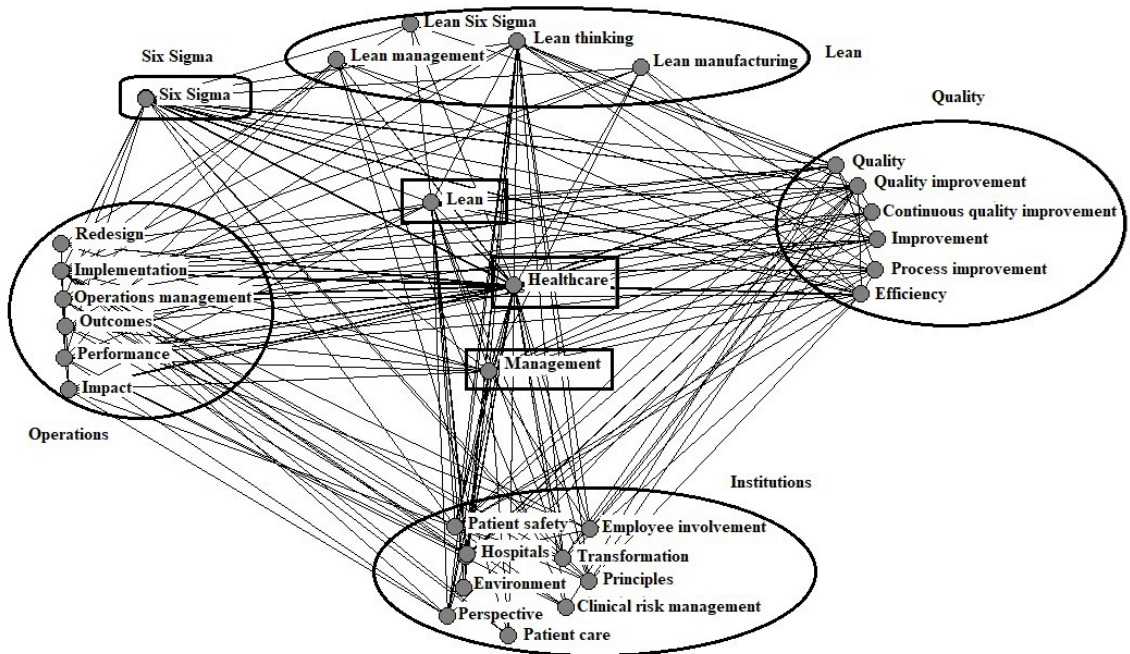 Lean Six Sigma
Lean thinking
Lean management
Lean manufacturing
Lean
Six Sigma
Six Sigma
Quality
Quality
Quality improvement
Continuous quality improvement
Improvement
Process improvement
Efficiency
Lean
Healthcare
Management
Redesign
Implementation
Operations management
Outcomes
Performance
Impact
Operations
Institutions
Patient safety
Employee involvement
Hospitals
Transformation
Environment
Principles
Perspective
Clinical risk management
Patient care